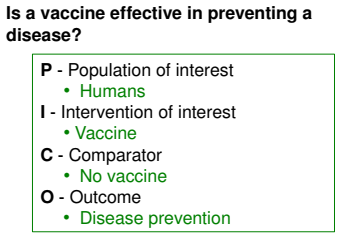 Is a vaccine effective in preventing a
disease?
P - Population of interest
• Humans
I - Intervention of interest
• Vaccine
C - Comparator
• No vaccine
O - Outcome
• Disease prevention